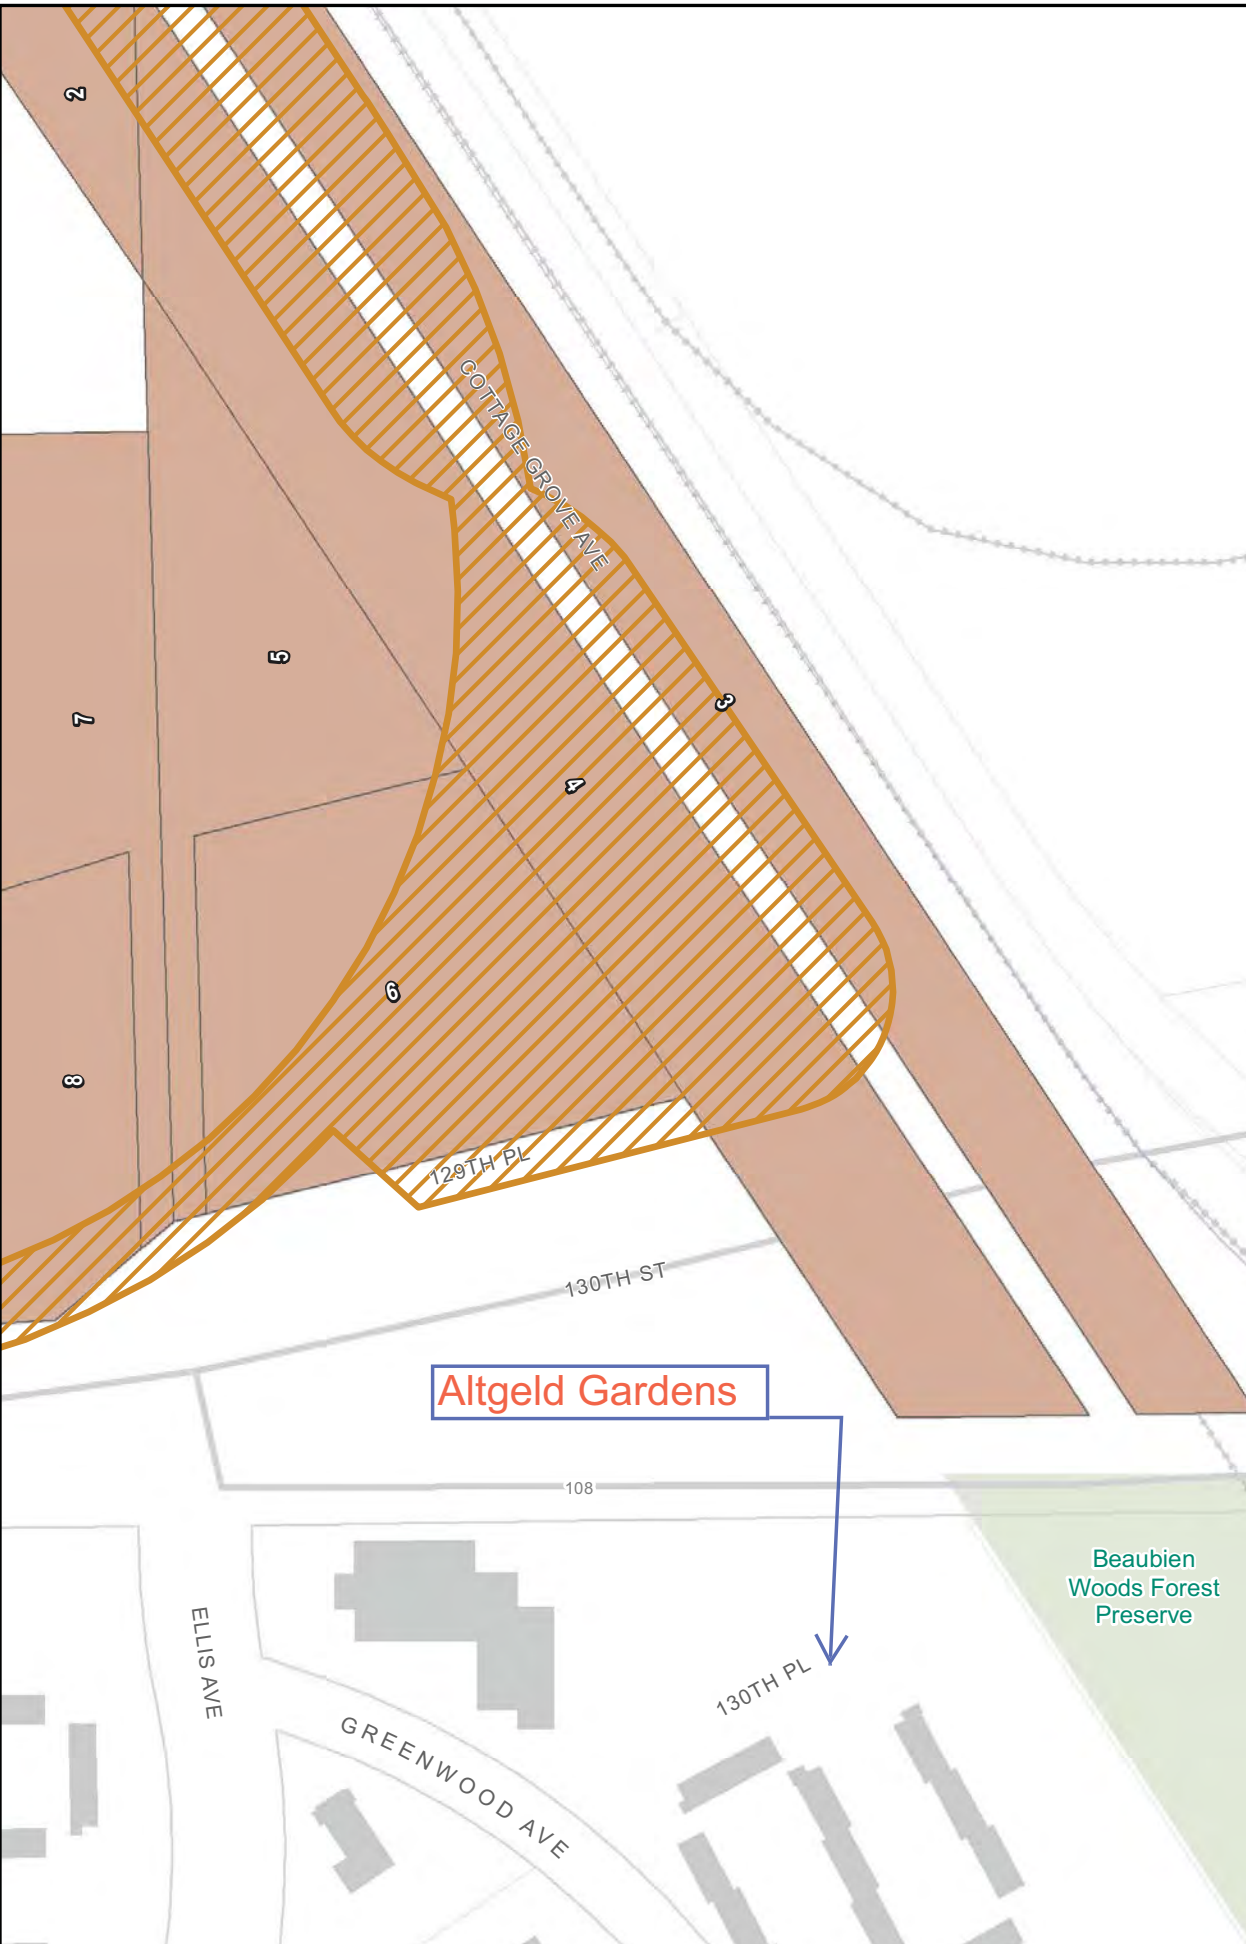 2
COTTAGE GROVE AVE
5
3
7
4
6
8
129TH PL
130TH ST
Altgeld Gardens
108
Beaubien
Woods Forest
Preserve
ELLIS AVE
130TH PL
GREENWOOD AVE